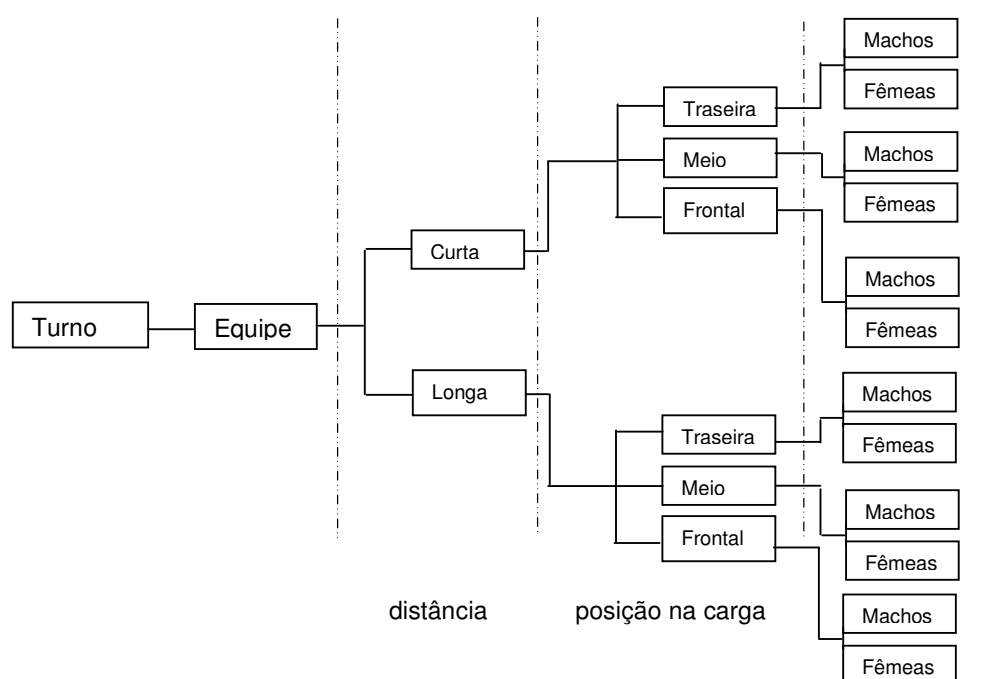 Turno
Equipe
Curta
Longa
Traseira
Meio
Frontal
Traseira
Meio
Frontal
Machos
Fêmeas
Machos
Fêmeas
Machos
Fêmeas
Machos
Fêmeas
Machos
Fêmeas
Machos
Fêmeas
distância
posição na carga